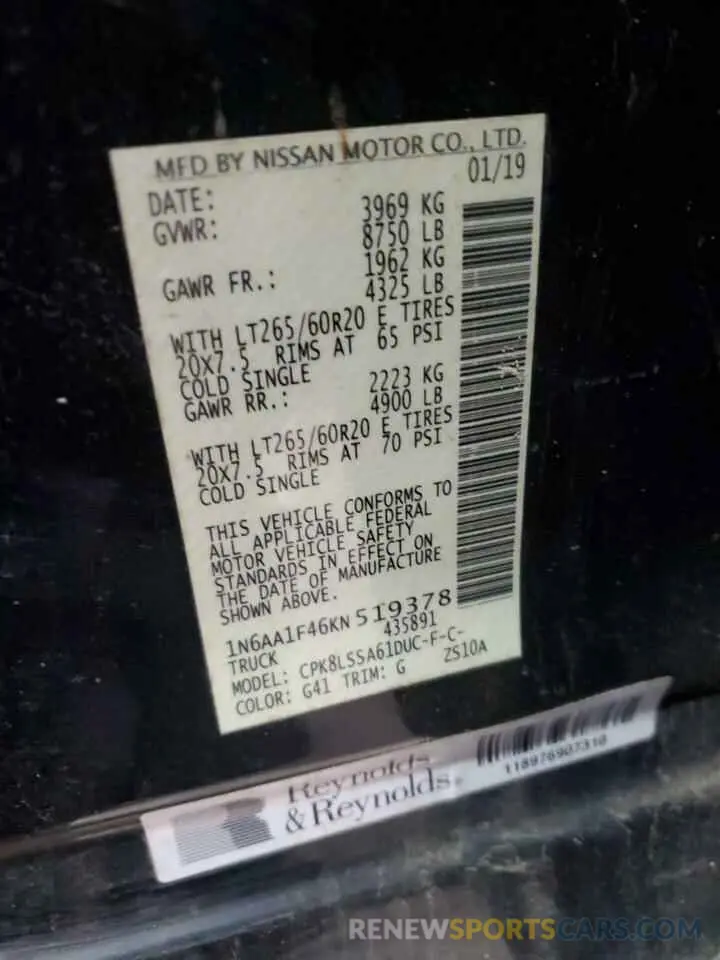 MFD BY NISSAN MOTOR CO., LTD.
DATE: 01/19
GVWR: 3969 KG
8750 LB
GAWR FR.: 1962 KG
4325 LB
WITH LT265/60R20 E TIRES
20X7.5 RIMS AT 65 PSI
COLD SINGLE
GAWR RR.: 2223 KG
4900 LB
WITH LT265/60R20 E TIRES
20X7.5 RIMS AT 70 PSI
COLD SINGLE
THIS VEHICLE CONFORMS TO
ALL APPLICABLE FEDERAL
MOTOR VEHICLE SAFETY
STANDARDS IN EFFECT ON
THE DATE OF MANUFACTURE
SHOWN ABOVE.
1N6AA1F46KN519378
TRUCK 435891
MODEL: CPK8LSSA61DUC-F-C-
COLOR: G41 TRIM: G ZS10A
Reynolds
&Reynolds®
118976907310
RENEWSPORTSCARS.COM